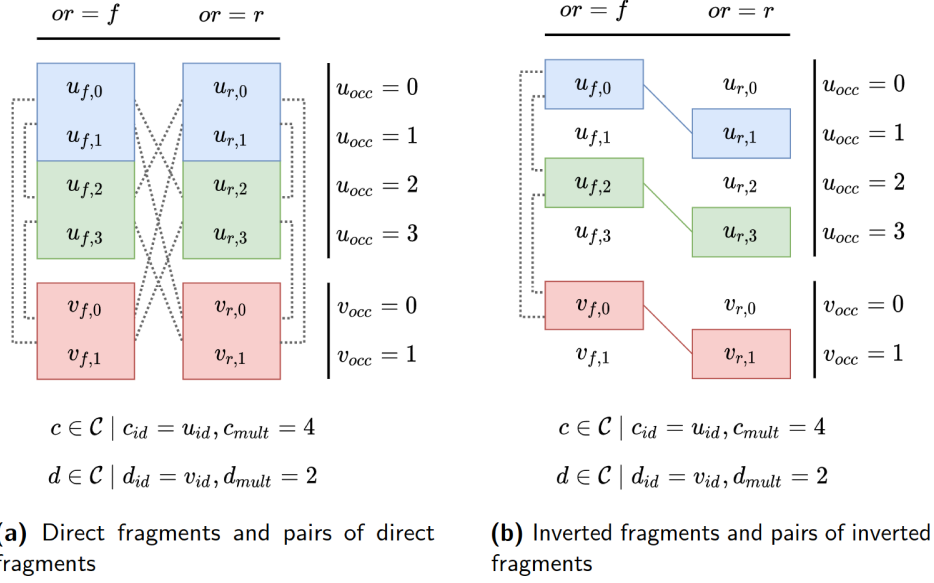 or = f or = r
u_{f,0} u_{r,0} u_{occ} = 0
u_{f,1} u_{r,1} u_{occ} = 1
u_{f,2} u_{r,2} u_{occ} = 2
u_{f,3} u_{r,3} u_{occ} = 3
v_{f,0} v_{r,0} v_{occ} = 0
v_{f,1} v_{r,1} v_{occ} = 1
c ∈ 𝒞 | c_{id} = u_{id}, c_{mult} = 4
d ∈ 𝒞 | d_{id} = v_{id}, d_{mult} = 2
(a) Direct fragments and pairs of direct
fragments
or = f or = r
u_{f,0} u_{r,0} u_{occ} = 0
u_{f,1} u_{r,1} u_{occ} = 1
u_{f,2} u_{r,2} u_{occ} = 2
u_{f,3} u_{r,3} u_{occ} = 3
v_{f,0} v_{r,0} v_{occ} = 0
v_{f,1} v_{r,1} v_{occ} = 1
c ∈ 𝒞 | c_{id} = u_{id}, c_{mult} = 4
d ∈ 𝒞 | d_{id} = v_{id}, d_{mult} = 2
(b) Inverted fragments and pairs of inverted
fragments